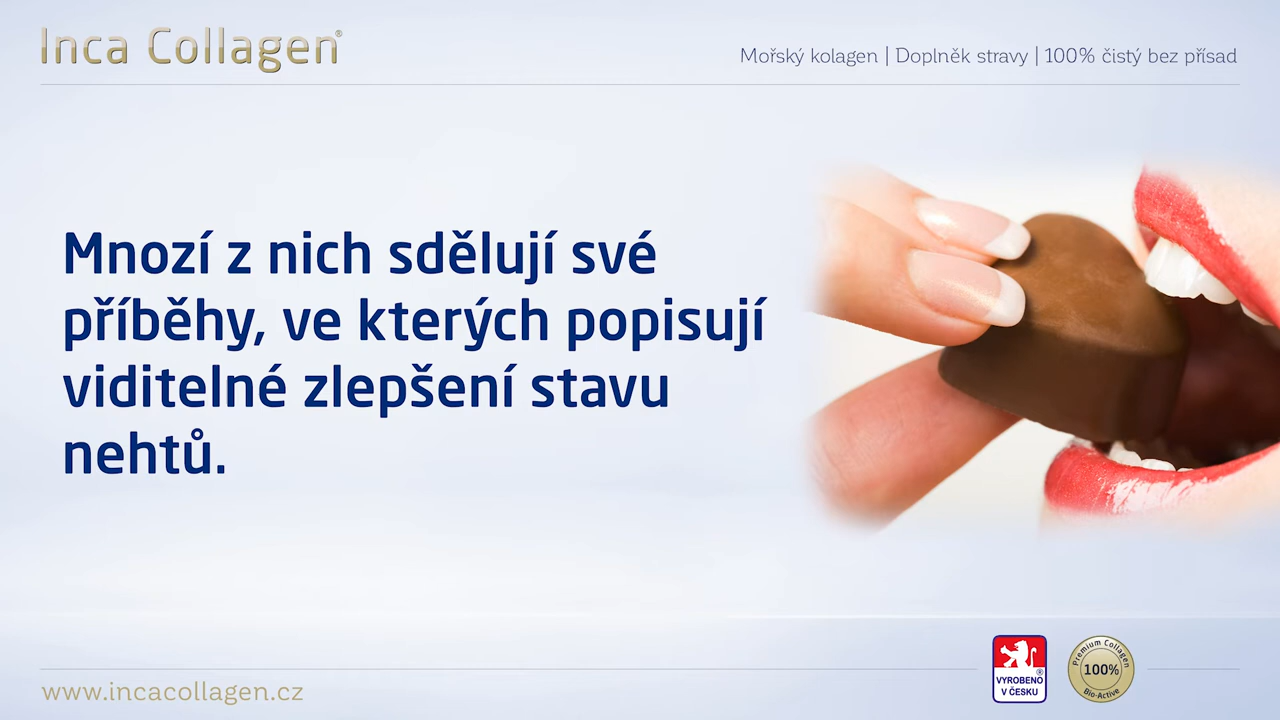 Inca Collagen®
Mořský kolagen | Doplněk stravy | 100% čistý bez přísad
Mnozí z nich sdělují své
příběhy, ve kterých popisují
viditelné zlepšení stavu
nehtů.
www.incacollagen.cz
®
VYROBENO
V ČESKU
Premium Collagen
100%
Bio-Active